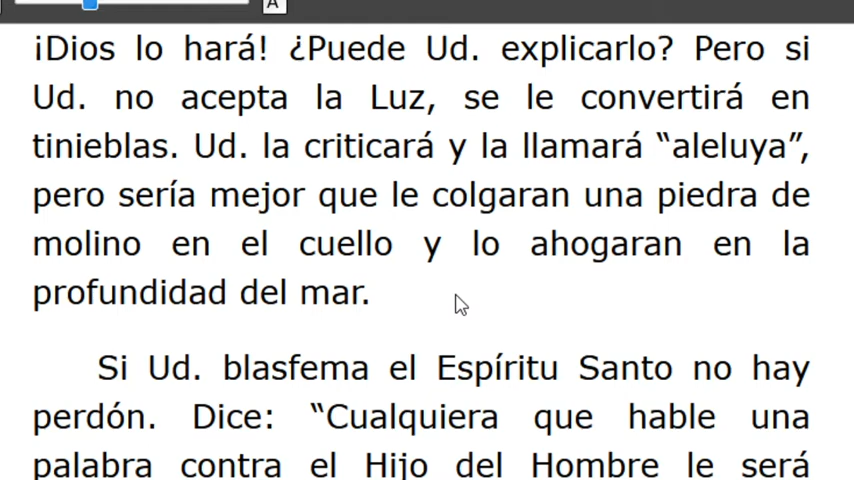 A
¡Dios lo hará! ¿Puede Ud. explicarlo? Pero si
Ud. no acepta la Luz, se le convertirá en
tinieblas. Ud. la criticará y la llamará “aleluya”,
pero sería mejor que le colgaran una piedra de
molino en el cuello y lo ahogaran en la
profundidad del mar.
Si Ud. blasfema el Espíritu Santo no hay
perdón. Dice: “Cualquiera que hable una
palabra contra el Hijo del Hombre le será